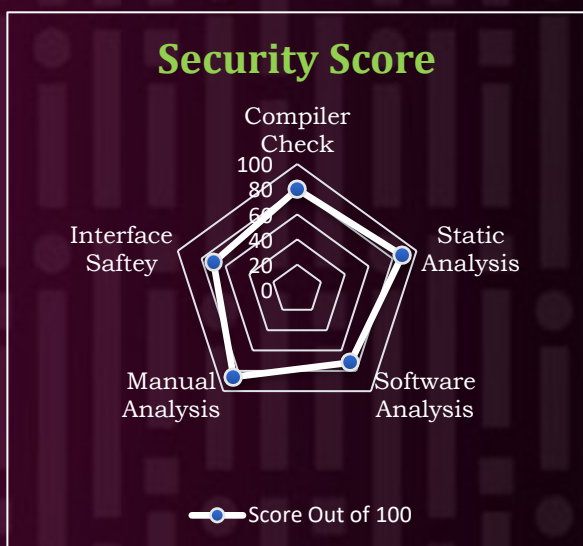 Security Score
Compiler
Check
100
80
60
40
20
0
Interface
Saftey
Static
Analysis
Manual
Analysis
Software
Analysis
Score Out of 100